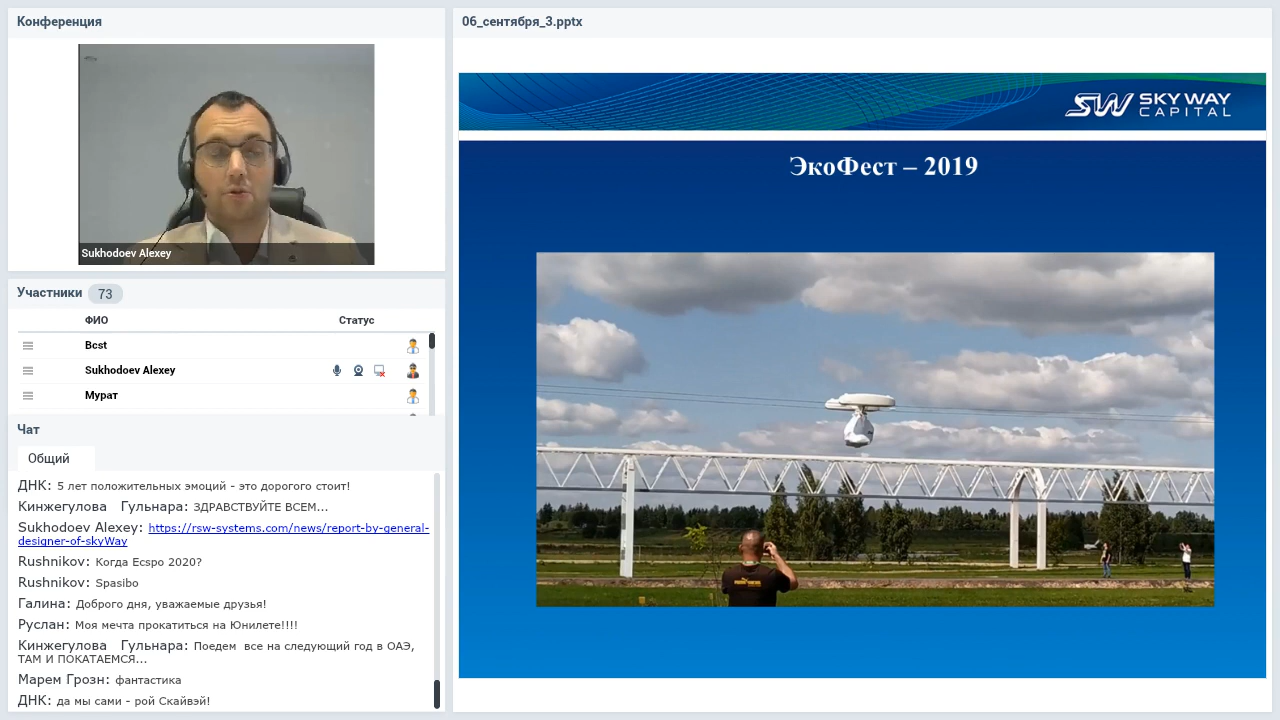 Конференция
Sukhodoev Alexey
Участники 73
ФИО Статус
Bcst
Sukhodoev Alexey
Мурат
Чат
Общий
ДНК: 5 лет положительных эмоций - это дорогого стоит!
Кинжегулова Гульнара: ЗДРАВСТВУЙТЕ ВСЕМ...
Sukhodoev Alexey: https://rsw-systems.com/news/report-by-general-
designer-of-skyWay
Rushnikov: Когда Ecspo 2020?
Rushnikov: Spasibo
Галина: Доброго дня, уважаемые друзья!
Руслан: Моя мечта прокатиться на Юнилете!!!!
Кинжегулова Гульнара: Поедем все на следующий год в ОАЭ,
ТАМ И ПОКАТАЕМСЯ...
Марем Грозн: фантастика
ДНК: да мы сами - рой Скайвэй!
06_сентября_3.pptx
SW SKY WAY
CAPITAL
ЭкоФест – 2019